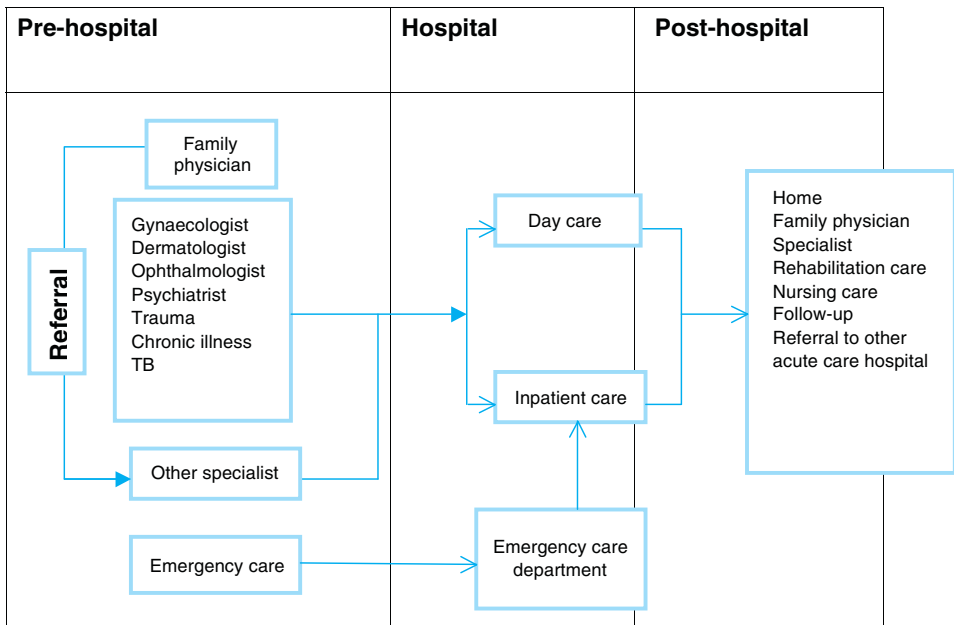 Pre-hospital
Hospital
Post-hospital
Family
physician
Gynaecologist
Dermatologist
Ophthalmologist
Psychiatrist
Trauma
Chronic illness
TB
Referral
Other specialist
Emergency care
Day care
Inpatient care
Emergency care
department
Home
Family physician
Specialist
Rehabilitation care
Nursing care
Follow-up
Referral to other
acute care hospital